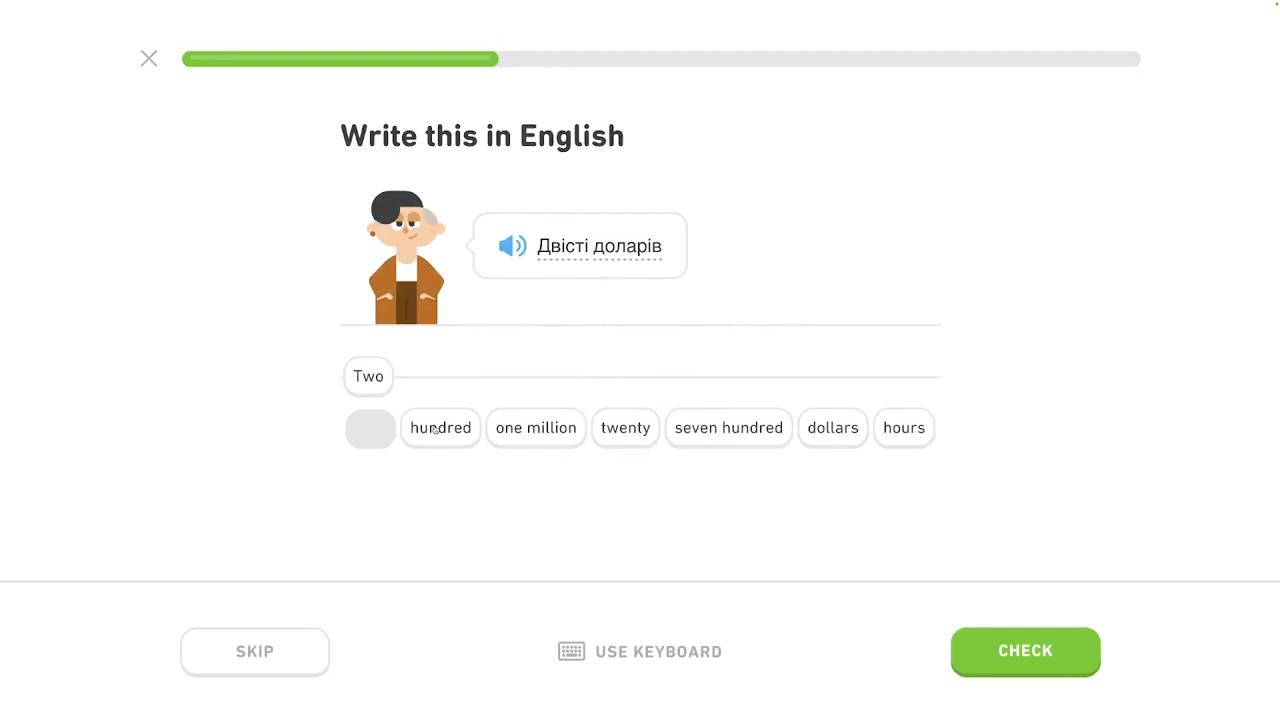 Write this in English
Двісті доларів
Two
hundred one million twenty seven hundred dollars hours
SKIP USE KEYBOARD CHECK